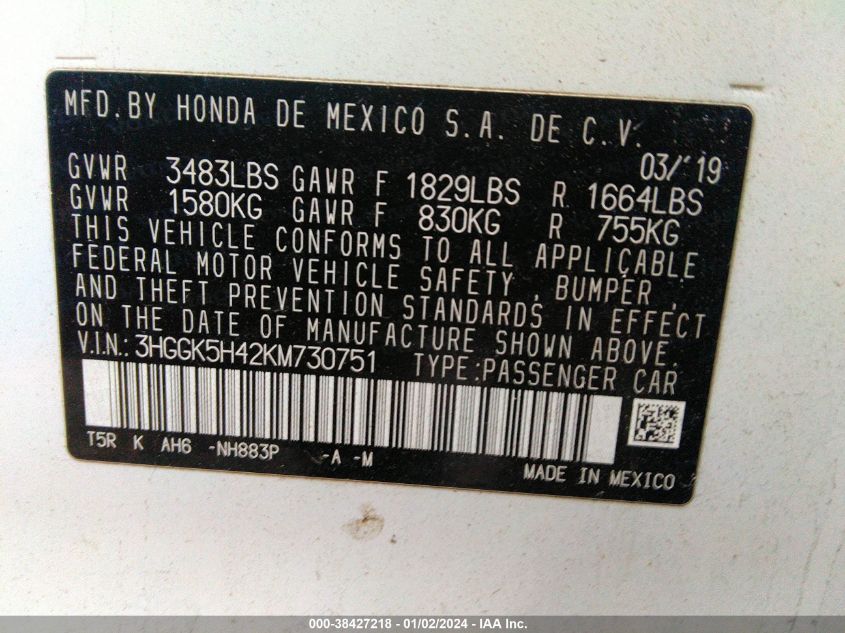 MFD.BY HONDA DE MEXICO S.A. DE C.V.
03/'19
GVWR 3483LBS GAWR F 1829LBS R 1664LBS
GVWR 1580KG GAWR F 830KG R 755KG
THIS VEHICLE CONFORMS TO ALL APPLICABLE
FEDERAL MOTOR VEHICLE SAFETY , BUMPER ,
AND THEFT PREVENTION STANDARDS IN EFFECT
ON THE DATE OF MANUFACTURE SHOWN ABOVE.
V.I.N.: 3HGGK5H42KM730751 TYPE:PASSENGER CAR
T5R K AH6 -NH883P -A -M
MADE IN MEXICO
000-38427218 - 01/02/2024 - IAA Inc.